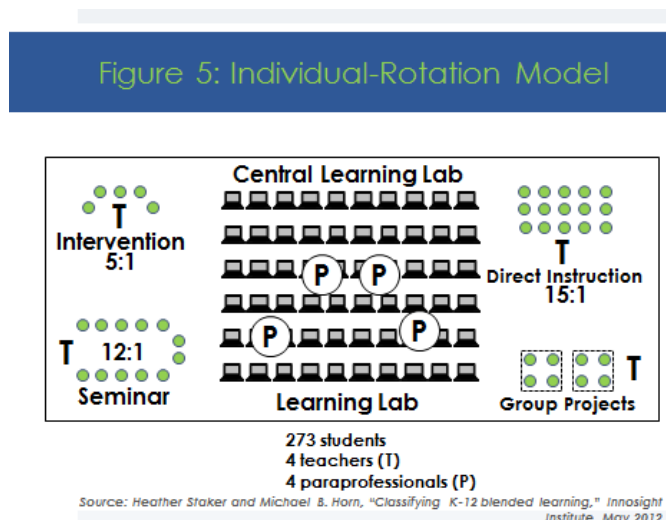 Figure 5: Individual-Rotation Model
Central Learning Lab
T
Intervention
5:1
P P
T
Direct Instruction
15:1
P P
T 12:1
Seminar
Learning Lab
T
Group Projects
273 students
4 teachers (T)
4 paraprofessionals (P)
Source: Heather Staker and Michael B. Horn, "Classifying K-12 blended learning," Innosight
Institute, May 2012